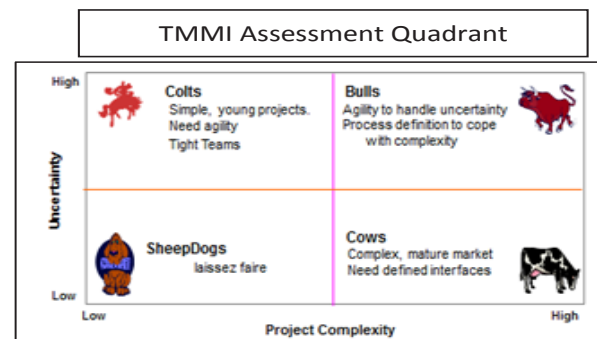 TMMI Assessment Quadrant
High
Colts
Simple, young projects.
Need agility
Tight Teams
Bulls
Agility to handle uncertainty
Process definition to cope
with complexity
Uncertainty
SheepDogs
laissez faire
Cows
Complex, mature market
Need defined interfaces
Low
Low
High
Project Complexity